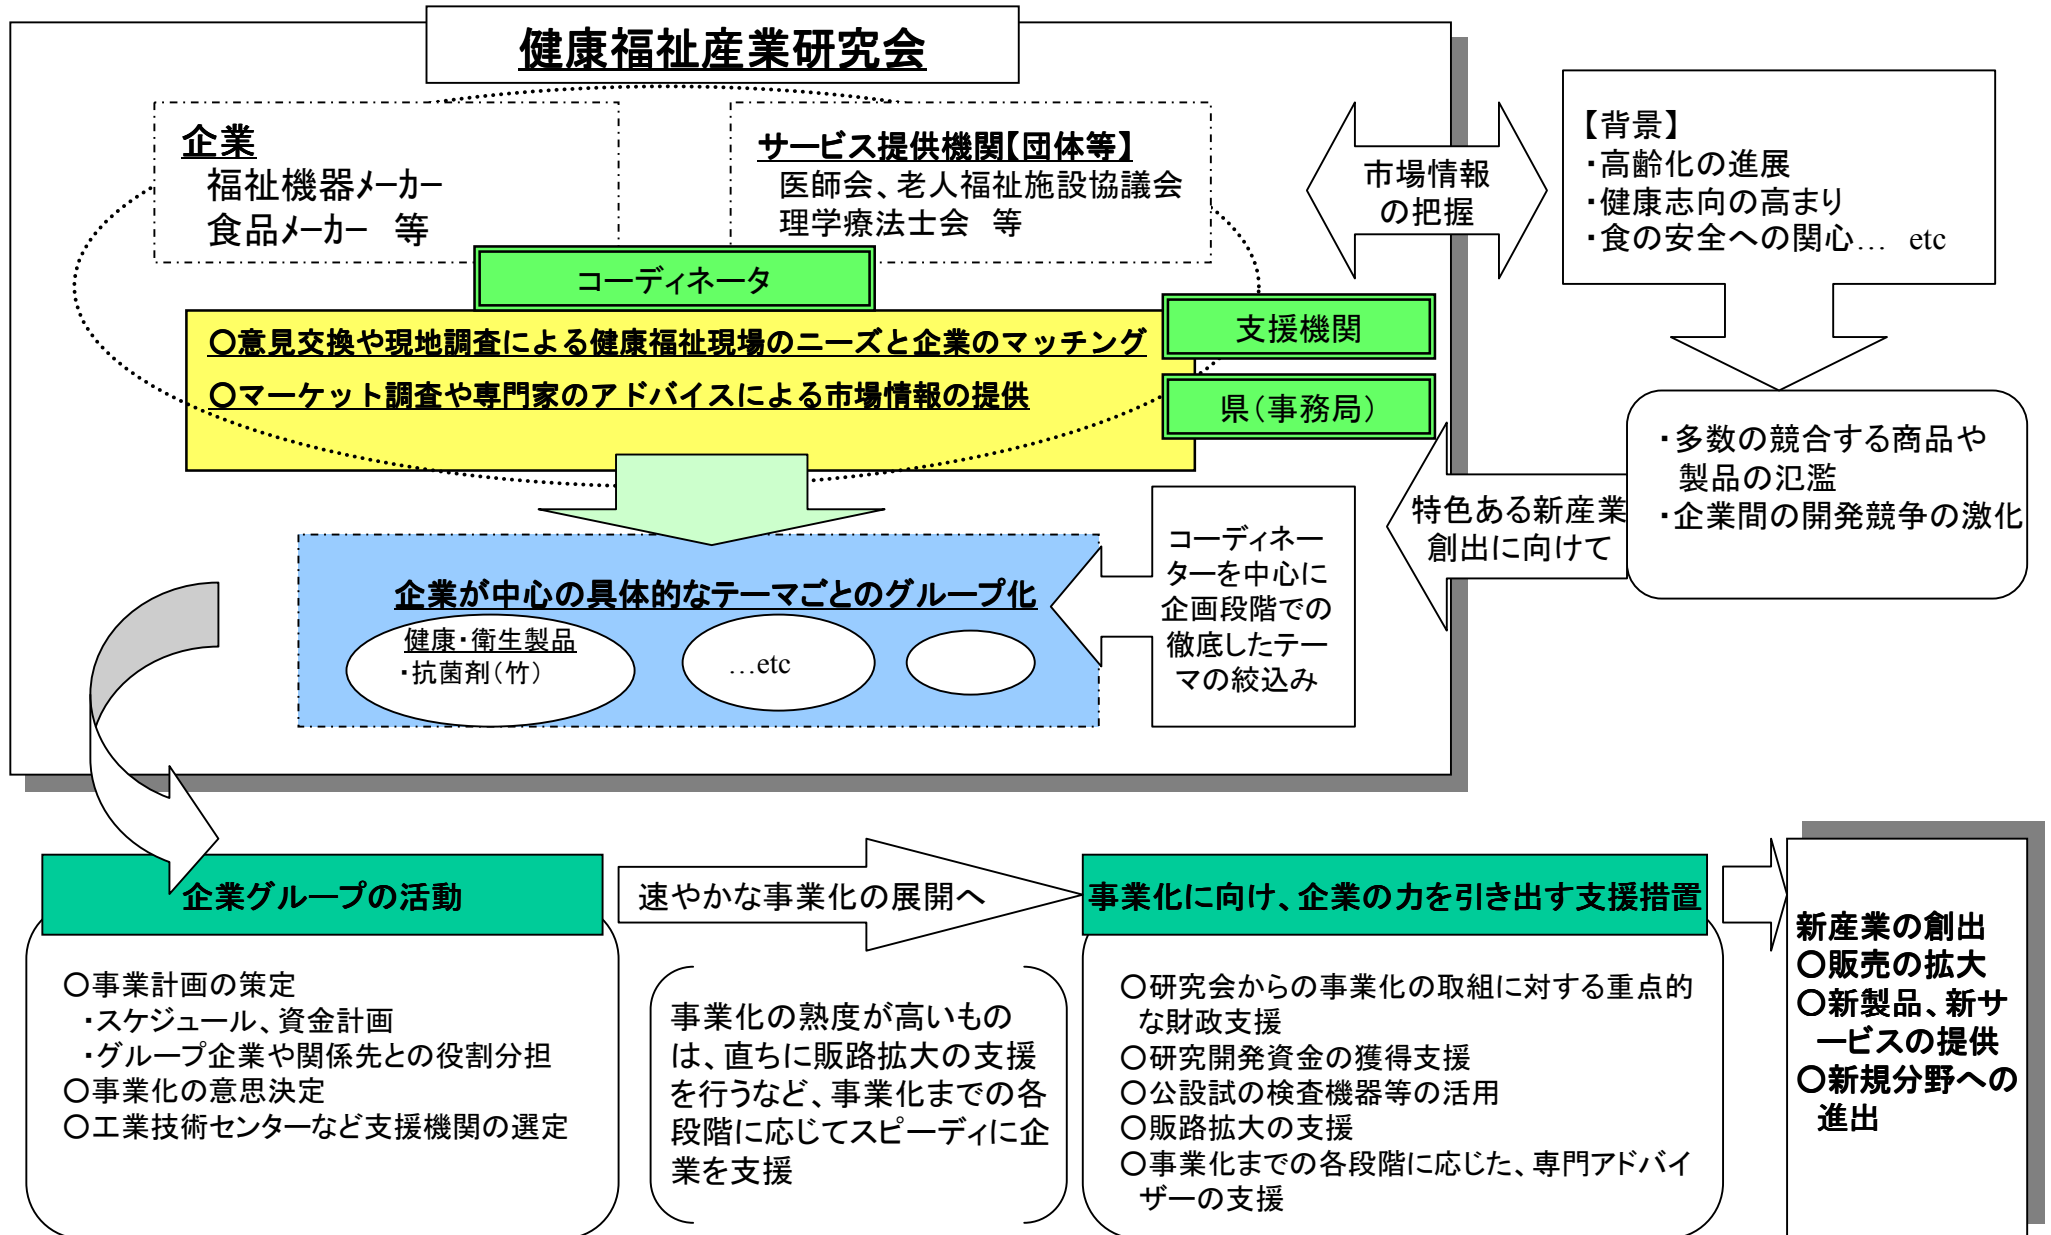 健康福祉産業研究会
企業
福祉機器メーカー
食品メーカー 等
サービス提供機関【団体等】
医師会、老人福祉施設協議会
理学療法士会 等
市場情報
の把握
【背景】
・高齢化の進展
・健康志向の高まり
・食の安全への関心… etc
コーディネータ
〇意見交換や現地調査による健康福祉現場のニーズと企業のマッチング
〇マーケット調査や専門家のアドバイスによる市場情報の提供
支援機関
県(事務局)
・多数の競合する商品や
製品の氾濫
・企業間の開発競争の激化
特色ある新産業
創出に向けて
コーディネー
ターを中心に
企画段階での
徹底したテー
マの絞込み
企業が中心の具体的なテーマごとのグループ化
健康・衛生製品
・抗菌剤(竹)
…etc
企業グループの活動
〇事業計画の策定
・スケジュール、資金計画
・グループ企業や関係先との役割分担
〇事業化の意思決定
〇工業技術センターなど支援機関の選定
速やかな事業化の展開へ
事業化の熟度が高いもの
は、直ちに販路拡大の支援
を行うなど、事業化までの各
段階に応じてスピーディに企
業を支援
事業化に向け、企業の力を引き出す支援措置
〇研究会からの事業化の取組に対する重点的
な財政支援
〇研究開発資金の獲得支援
〇公設試の検査機器等の活用
〇販路拡大の支援
〇事業化までの各段階に応じた、専門アドバイ
ザーの支援
新産業の創出
〇販売の拡大
〇新製品、新サ
ービスの提供
〇新規分野への
進出